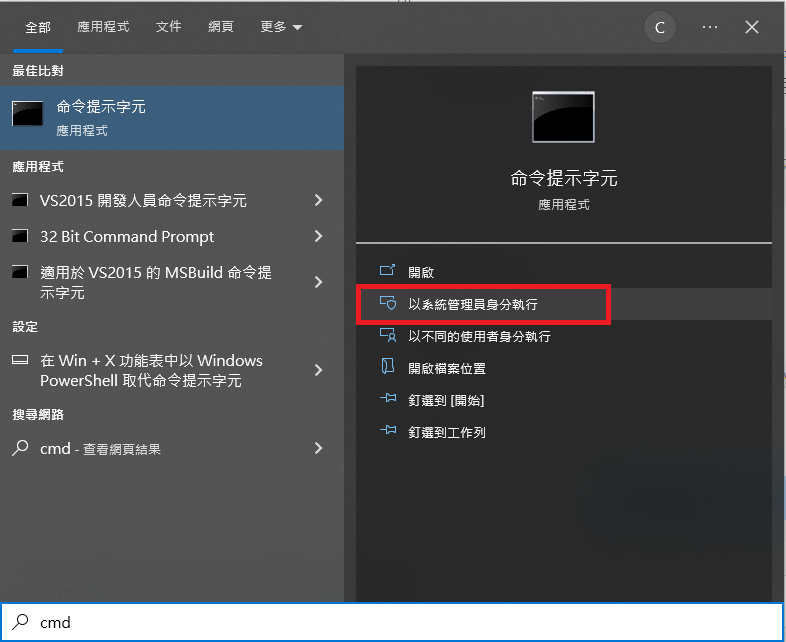 全部 應用程式 文件 網頁 更多 C ...
最佳比對
命令提示字元
應用程式
應用程式
VS2015 開發人員命令提示字元
32 Bit Command Prompt
適用於 VS2015 的 MSBuild 命令提
示字元
設定
在 Win + X 功能表中以 Windows
PowerShell 取代命令提示字元
搜尋網路
cmd - 查看網頁結果
命令提示字元
應用程式
開啟
以系統管理員身分執行
以不同的使用者身分執行
開啟檔案位置
釘選到 [開始]
釘選到工作列
cmd